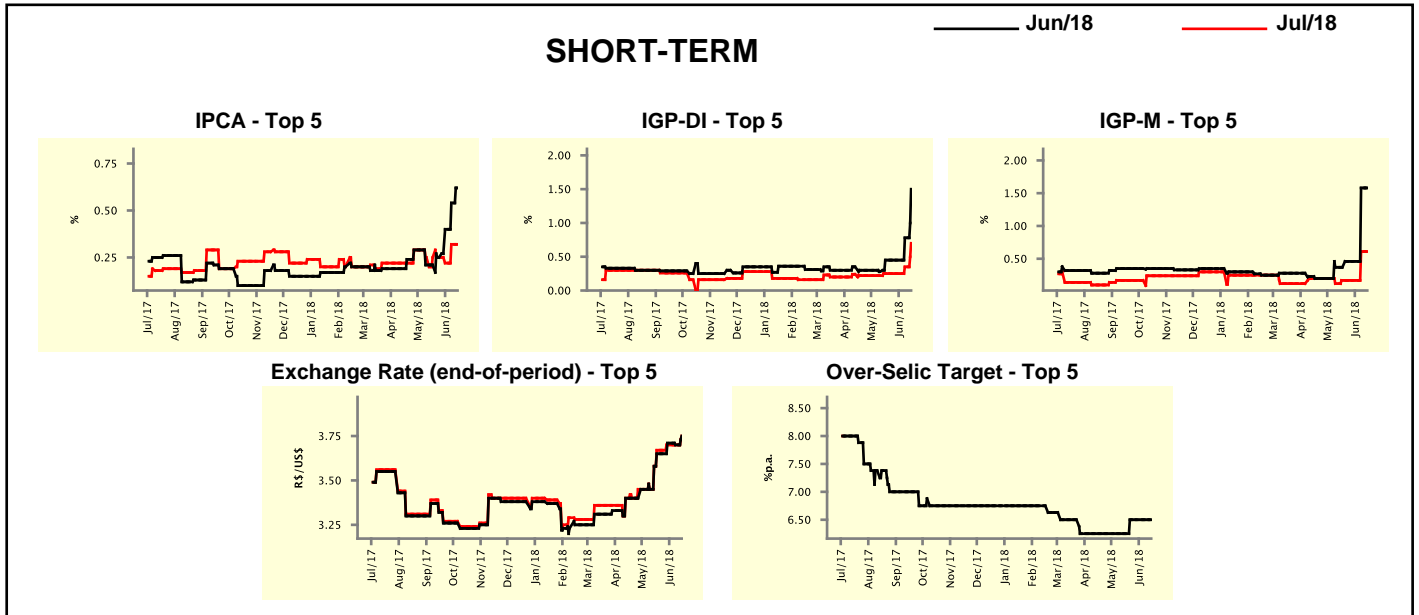 Jun/18 Jul/18
SHORT-TERM
IPCA - Top 5 IGP-DI - Top 5 IGP-M - Top 5
%
0.75
0.50
0.25
Jul/17 Aug/17 Sep/17 Oct/17 Nov/17 Dec/17 Jan/18 Feb/18 Mar/18 Apr/18 May/18 Jun/18
%
2.00
1.50
1.00
0.50
0.00
Jul/17 Aug/17 Sep/17 Oct/17 Nov/17 Dec/17 Jan/18 Feb/18 Mar/18 Apr/18 May/18 Jun/18
%
2.00
1.50
1.00
0.50
Jul/17 Aug/17 Sep/17 Oct/17 Nov/17 Dec/17 Jan/18 Feb/18 Mar/18 Apr/18 May/18 Jun/18
Exchange Rate (end-of-period) - Top 5 Over-Selic Target - Top 5
R$/US$
3.75
3.50
3.25
Jul/17 Aug/17 Sep/17 Oct/17 Nov/17 Dec/17 Jan/18 Feb/18 Mar/18 Apr/18 May/18 Jun/18
%p.a.
8.50
8.00
7.50
7.00
6.50
Jul/17 Aug/17 Sep/17 Oct/17 Nov/17 Dec/17 Jan/18 Feb/18 Mar/18 Apr/18 May/18 Jun/18